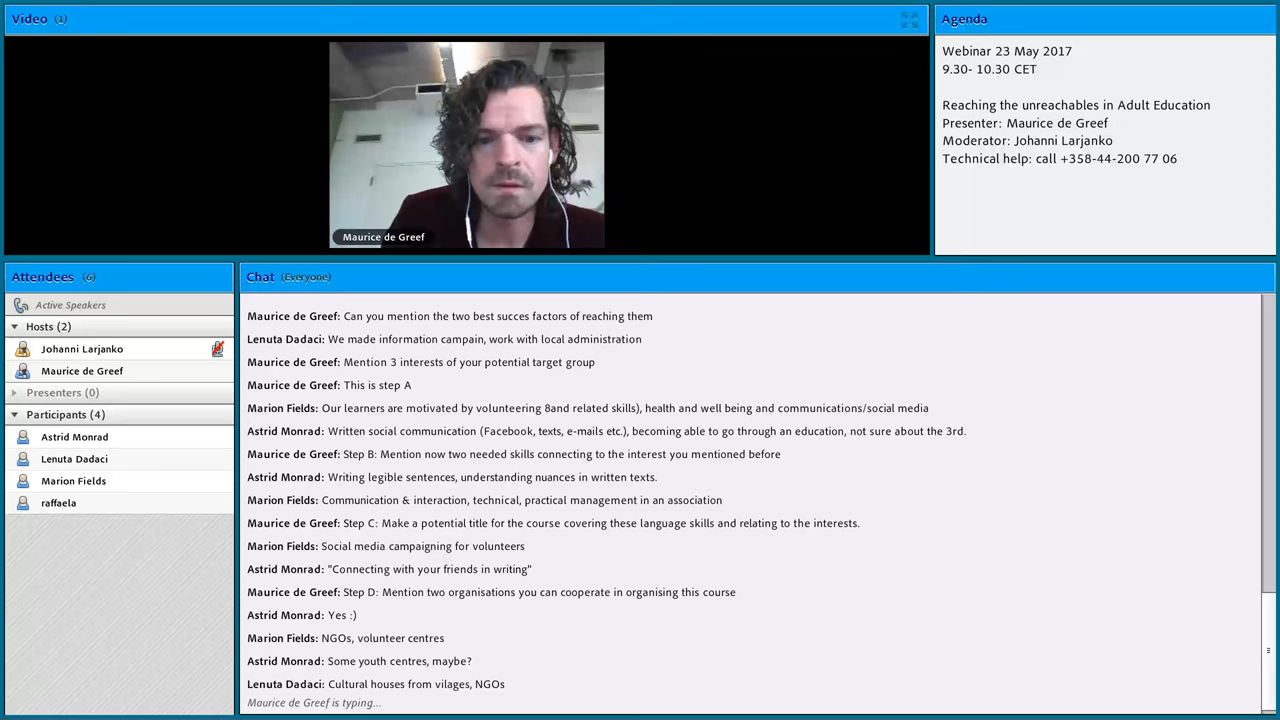 Video (1)
Maurice de Greef
Agenda
Webinar 23 May 2017
9.30- 10.30 CET
Reaching the unreachables in Adult Education
Presenter: Maurice de Greef
Moderator: Johanni Larjanko
Technical help: call +358-44-200 77 06
Attendees (6)
Active Speakers
Hosts (2)
Johanni Larjanko
Maurice de Greef
Presenters (0)
Participants (4)
Astrid Monrad
Lenuta Dadaci
Marion Fields
raffaela
Chat (Everyone)
Maurice de Greef: Can you mention the two best succes factors of reaching them
Lenuta Dadaci: We made information campain, work with local administration
Maurice de Greef: Mention 3 interests of your potential target group
Maurice de Greef: This is step A
Marion Fields: Our learners are motivated by volunteering 8and related skills), health and well being and communications/social media
Astrid Monrad: Written social communication (Facebook, texts, e-mails etc.), becoming able to go through an education, not sure about the 3rd.
Maurice de Greef: Step B: Mention now two needed skills connecting to the interest you mentioned before
Astrid Monrad: Writing legible sentences, understanding nuances in written texts.
Marion Fields: Communication & interaction, technical, practical management in an association
Maurice de Greef: Step C: Make a potential title for the course covering these language skills and relating to the interests.
Marion Fields: Social media campaigning for volunteers
Astrid Monrad: "Connecting with your friends in writing"
Maurice de Greef: Step D: Mention two organisations you can cooperate in organising this course
Astrid Monrad: Yes :)
Marion Fields: NGOs, volunteer centres
Astrid Monrad: Some youth centres, maybe?
Lenuta Dadaci: Cultural houses from vilages, NGOs
Maurice de Greef is typing...